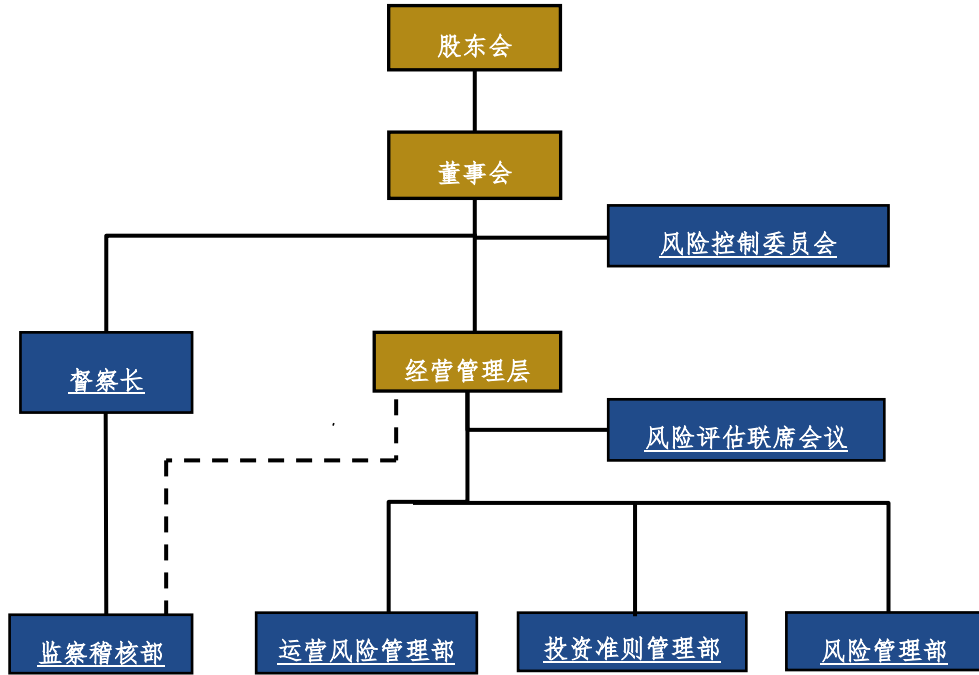 股东会
董事会
风险控制委员会
督察长
经营管理层
风险评估联席会议
监察稽核部
运营风险管理部
投资准则管理部
风险管理部